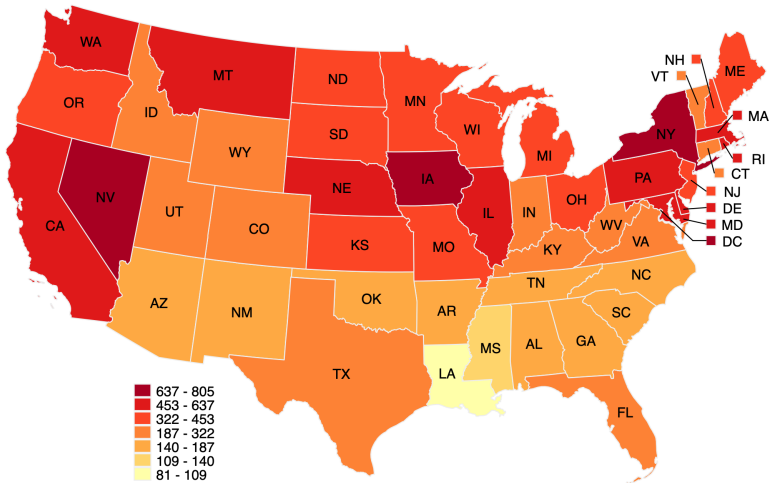 WA
MT
ND
MN
OR
ID
SD
WI
MI
WY
NH
VT
ME
NY
MA
RI
CT
NV
NE
IA
PA
NJ
DE
MD
DC
CA
UT
CO
IL
IN
OH
WV
VA
KS
MO
KY
AZ
NM
OK
AR
TN
NC
SC
TX
LA
MS
AL
GA
FL
637 - 805
453 - 637
322 - 453
187 - 322
140 - 187
109 - 140
81 - 109